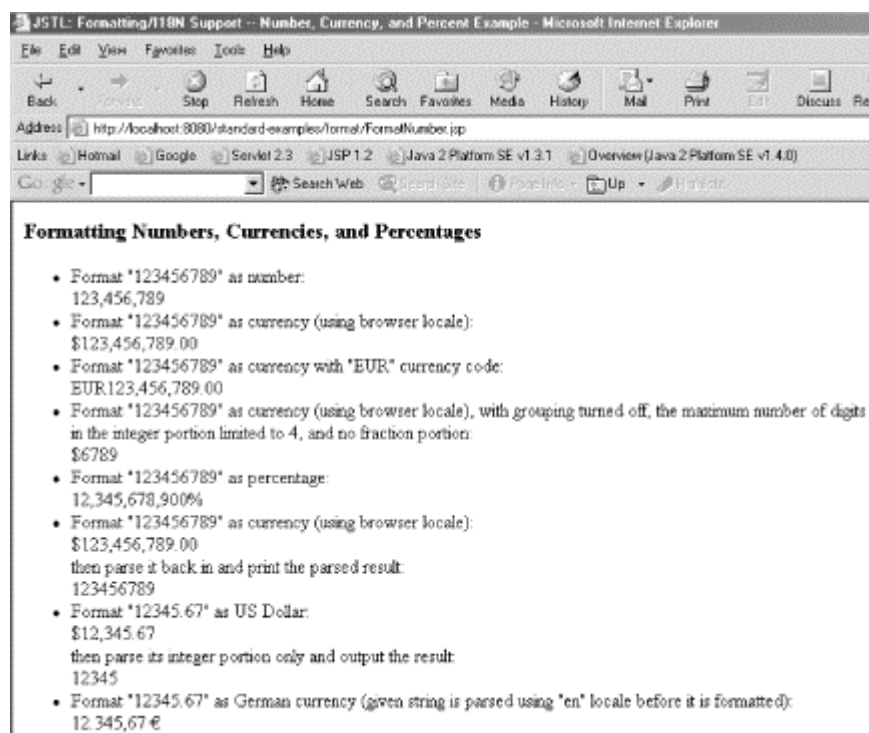 JSTL: Formatting/I18N Support -- Number, Currency, and Percent Example - Microsoft Internet Explorer
File Edit View Favorites Tools Help
Back Forward Stop Refresh Home Search Favorites Media History Mail Print Edit Discuss
Address http://localhost:8080/standard-examples/format/FormatNumber.jsp
Links Hotmail Google Servlet 2.3 JSP 1.2 Java 2 Platform SE v1.3.1 Overview (Java 2 Platform SE v1.4.0)
Google Search Web Search Site Page Info Up Highlight
Formatting Numbers, Currencies, and Percentages
• Format "123456789" as number:
123,456,789
• Format "123456789" as currency (using browser locale):
$123,456,789.00
• Format "123456789" as currency with "EUR" currency code:
EUR123,456,789.00
• Format "123456789" as currency (using browser locale), with grouping turned off, the maximum number of digits
in the integer portion limited to 4, and no fraction portion:
$6789
• Format "123456789" as percentage:
12,345,678,900%
• Format "123456789" as currency (using browser locale):
$123,456,789.00
then parse it back in and print the parsed result:
123456789
• Format "12345.67" as US Dollar:
$12,345.67
then parse its integer portion only and output the result:
12345
• Format "12345.67" as German currency (given string is parsed using "en" locale before it is formatted):
12.345,67 €